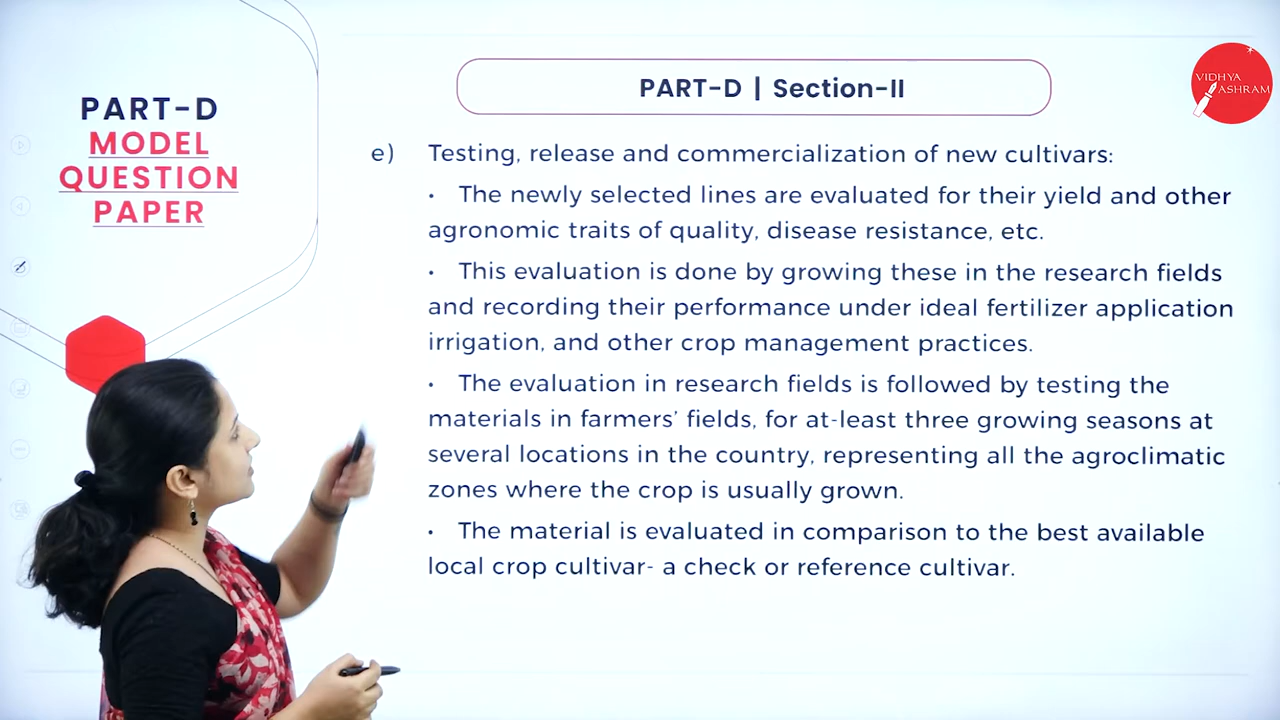 PART-D
MODEL
QUESTION
PAPER
PART-D | Section-II
VIDHYA
ASHRAM
e) Testing, release and commercialization of new cultivars:
• The newly selected lines are evaluated for their yield and other
agronomic traits of quality, disease resistance, etc.
• This evaluation is done by growing these in the research fields
and recording their performance under ideal fertilizer application
irrigation, and other crop management practices.
• The evaluation in research fields is followed by testing the
materials in farmers’ fields, for at-least three growing seasons at
several locations in the country, representing all the agroclimatic
zones where the crop is usually grown.
• The material is evaluated in comparison to the best available
local crop cultivar- a check or reference cultivar.